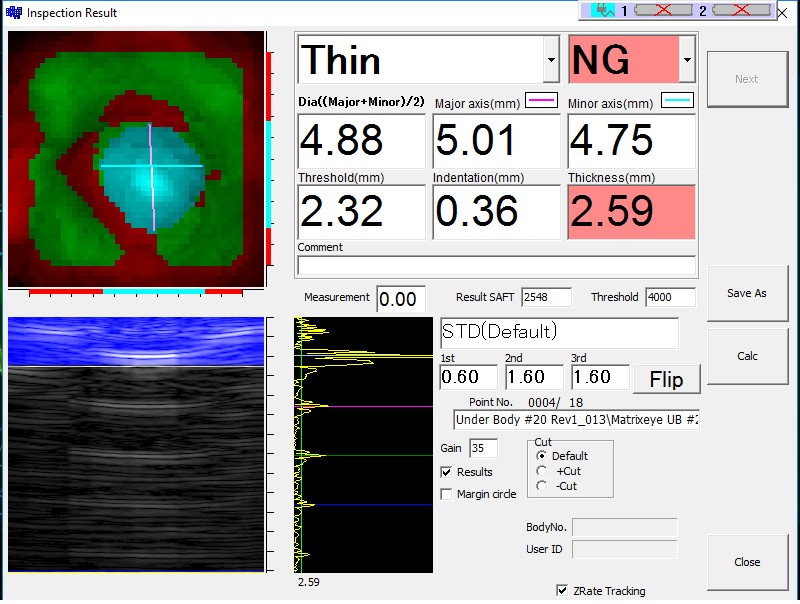 Inspection Result
1 2
Thin NG
Next
Dia((Major+Minor)/2) Major axis(mm) Minor axis(mm)
4.88 5.01 4.75
Threshold(mm) Indentation(mm) Thickness(mm)
2.32 0.36 2.59
Comment
Measurement 0.00 Result SAFT 2548 Threshold 4000
Save As
STD(Default)
Calc
1st 2nd 3rd
0.60 1.60 1.60 Flip
Point No. 0004/ 18
Under Body #20 Rev1_013\Matrixeye UB #2
Gain 35
Cut
Default
Results
+Cut
Margin circle
-Cut
BodyNo.
User ID
Close
2.59
ZRate Tracking